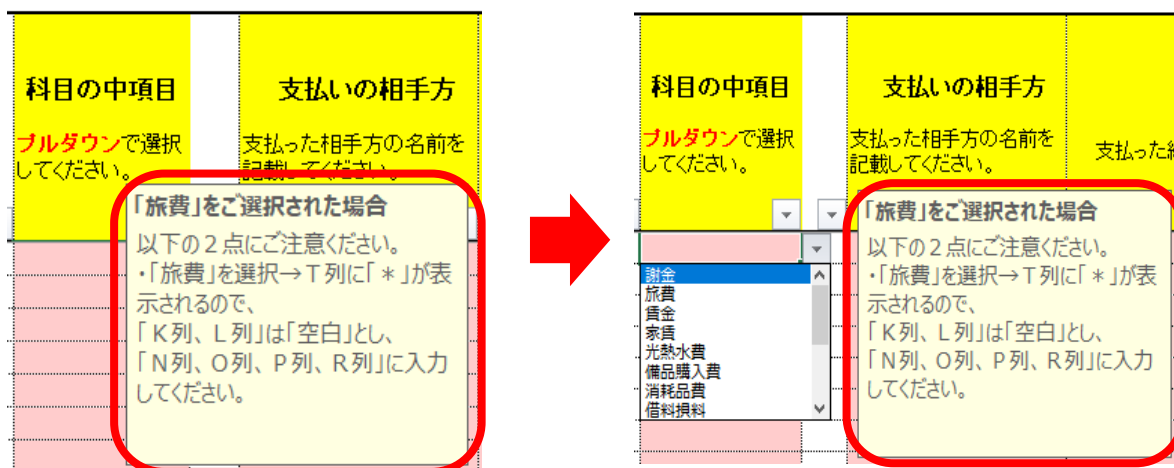 科目の中項目
プルダウンで選択
してください。
支払いの相手方
支払った相手方の名前を
記載してください。
「旅費」をご選択された場合
以下の２点にご注意ください。
・「旅費」を選択→Ｔ列に「＊」が表
示されるので、
「Ｋ列、Ｌ列」は「空白」とし、
「Ｎ列、Ｏ列、Ｐ列、Ｒ列」に入力
してください。
科目の中項目
プルダウンで選択
してください。
支払いの相手方
支払った相手方の名前を
記載してください。
支払った
謝金
旅費
賃金
家賃
光熱水費
備品購入費
消耗品費
借料損料
「旅費」をご選択された場合
以下の２点にご注意ください。
・「旅費」を選択→Ｔ列に「＊」が表
示されるので、
「Ｋ列、Ｌ列」は「空白」とし、
「Ｎ列、Ｏ列、Ｐ列、Ｒ列」に入力
してください。